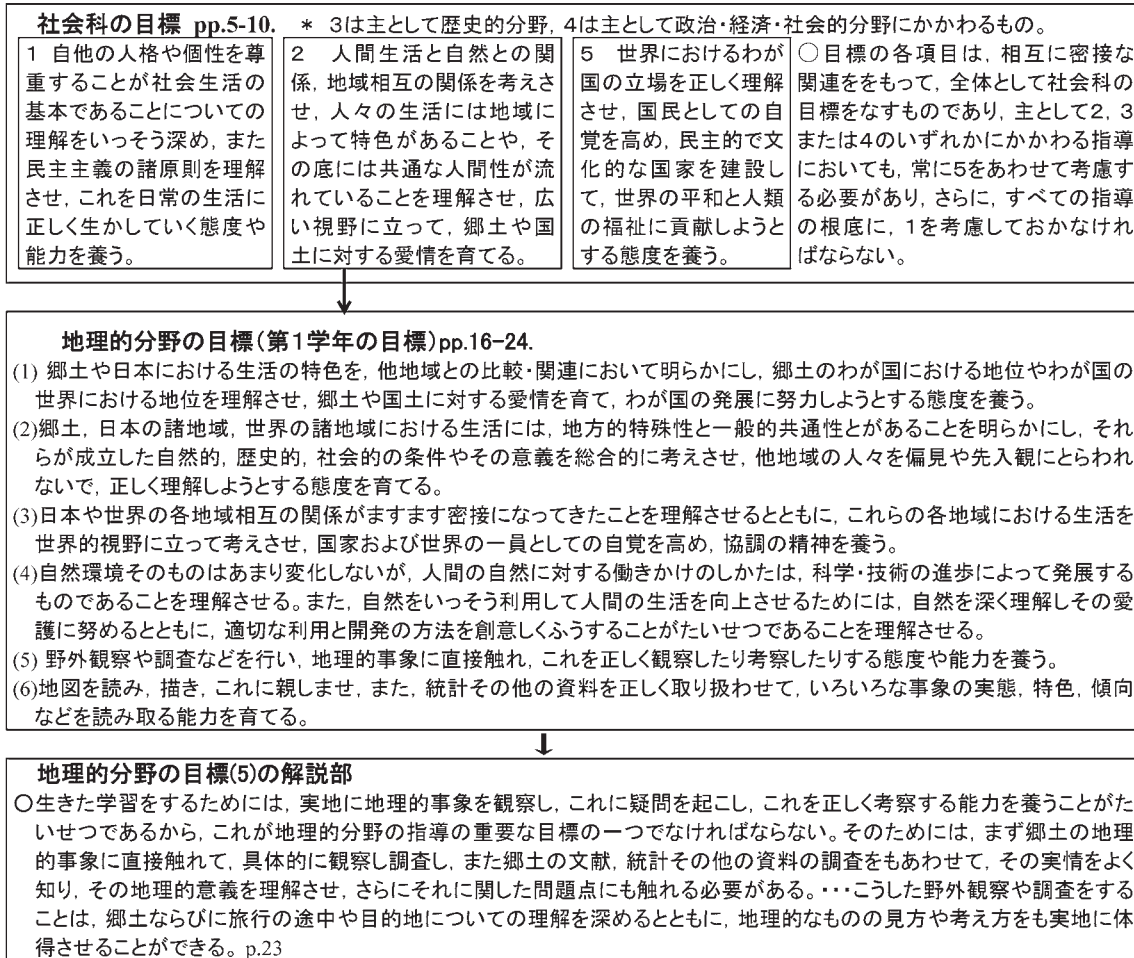 社会科の目標 pp.5-10. * 3は主として歴史的分野, 4は主として政治・経済・社会的分野にかかわるもの。
1 自他の人格や個性を尊
重することが社会生活の
基本であることについての
理解をいっそう深め, また
民主主義の諸原則を理解
させ, これを日常の生活に
正しく生かしていく態度や
能力を養う。
2 人間生活と自然との関
係, 地域相互の関係を考えさ
せ, 人々の生活には地域に
よって特色があることや, そ
の底には共通な人間性が流
れていることを理解させ, 広
い視野に立って, 郷土や国
土に対する愛情を育てる。
5 世界におけるわが
国の立場を正しく理解
させ, 国民としての自
覚を高め, 民主的で文
化的な国家を建設し
て, 世界の平和と人類
の福祉に貢献しようと
する態度を養う。
○目標の各項目は, 相互に密接な
関連ををもって, 全体として社会科の
目標をなすものであり, 主として2, 3
または4のいずれかにかかわる指導
においても, 常に5をあわせて考慮す
る必要があり, さらに, すべての指導
の根底に, 1を考慮しておかなけれ
ばならない。
地理的分野の目標(第1学年の目標)pp.16-24.
(1) 郷土や日本における生活の特色を, 他地域との比較・関連において明らかにし, 郷土のわが国における地位やわが国の
世界における地位を理解させ, 郷土や国土に対する愛情を育て, わが国の発展に努力しようとする態度を養う。
(2)郷土, 日本の諸地域, 世界の諸地域における生活には, 地方的特殊性と一般的共通性とがあることを明らかにし, それ
らが成立した自然的, 歴史的, 社会的の条件やその意義を総合的に考えさせ, 他地域の人々を偏見や先入観にとらわれ
ないで, 正しく理解しようとする態度を育てる。
(3)日本や世界の各地域相互の関係がますます密接になってきたことを理解させるとともに, これらの各地域における生活を
世界的視野に立って考えさせ, 国家および世界の一員としての自覚を高め, 協調の精神を養う。
(4)自然環境そのものはあまり変化しないが, 人間の自然に対する働きかけのしかたは, 科学・技術の進歩によって発展する
ものであることを理解させる。また, 自然をいっそう利用して人間の生活を向上させるためには, 自然を深く理解しその愛
護に努めるとともに, 適切な利用と開発の方法を創意しくふうすることがたいせつであることを理解させる。
(5) 野外観察や調査などを行い, 地理的事象に直接触れ, これを正しく観察したり考察したりする態度や能力を養う。
(6)地図を読み, 描き, これに親しませ, また, 統計その他の資料を正しく取り扱わせて, いろいろな事象の実態, 特色, 傾向
などを読み取る能力を育てる。
地理的分野の目標(5)の解説部
○生きた学習をするためには, 実地に地理的事象を観察し, これに疑問を起こし, これを正しく考察する能力を養うことがた
いせつであるから, これが地理的分野の指導の重要な目標の一つでなければならない。そのためには, まず郷土の地理
的事象に直接触れて, 具体的に観察し調査し, また郷土の文献, 統計その他の資料の調査をもあわせて, その実情をよく
知り, その地理的意義を理解させ, さらにそれに関した問題点にも触れる必要がある。・・・こうした野外観察や調査をする
ことは, 郷土ならびに旅行の途中や目的地についての理解を深めるとともに, 地理的なものの見方や考え方をも実地に体
得させることができる。p.23